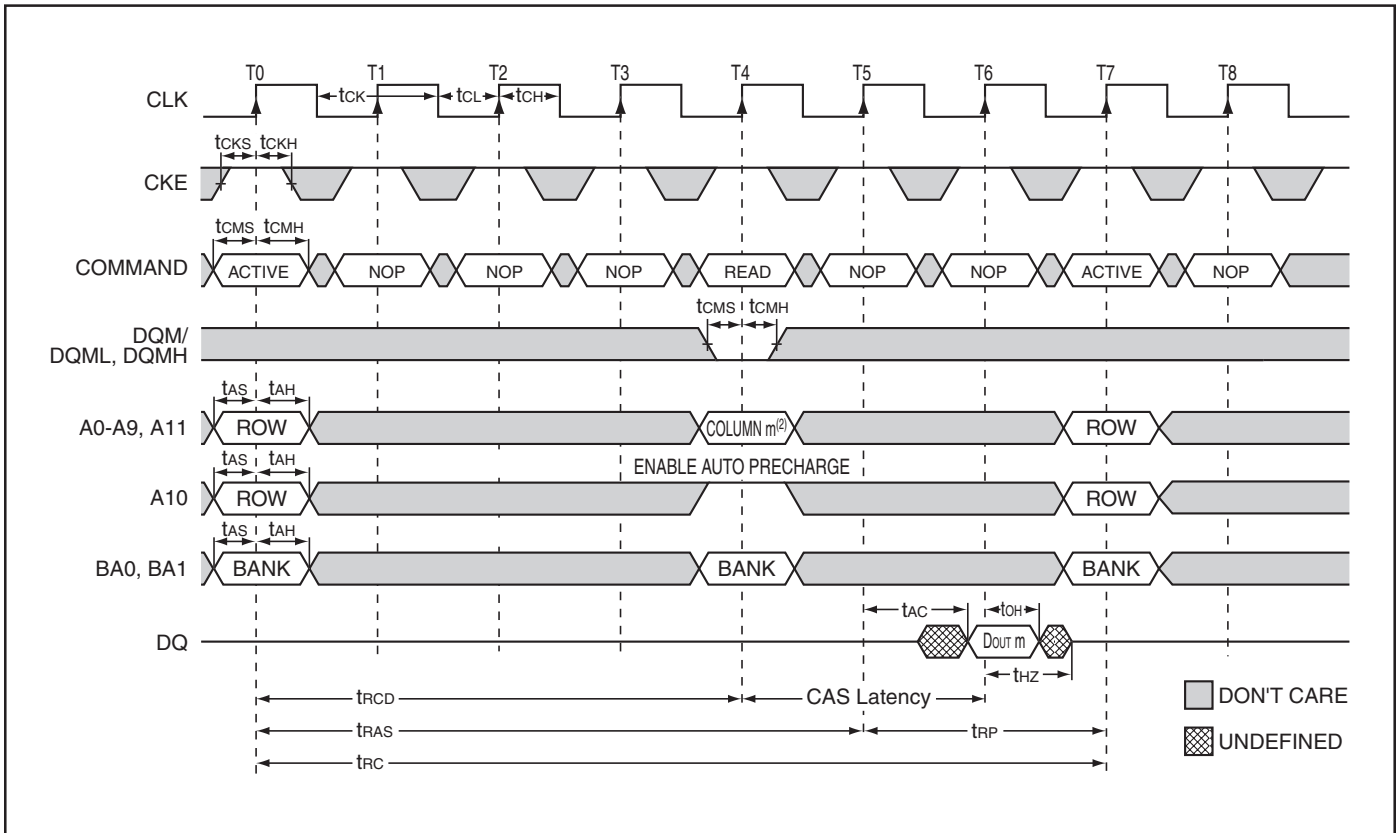 T0 T1 T2 T3 T4 T5 T6 T7 T8
CLK tCK tCL tCH
tCKS tCKH
CKE
tCMS tCMH
COMMAND ACTIVE NOP NOP NOP READ NOP NOP ACTIVE NOP
tCMS tCMH
DQM/
DQML, DQMH
tAS tAH
A0-A9, A11 ROW COLUMN m(2) ROW
tAS tAH ENABLE AUTO PRECHARGE
A10 ROW ROW
tAS tAH
BA0, BA1 BANK BANK BANK
tAC tOH
DQ DOUT m
tHZ
tRCD CAS Latency
DON'T CARE
tRAS tRP
UNDEFINED
tRC